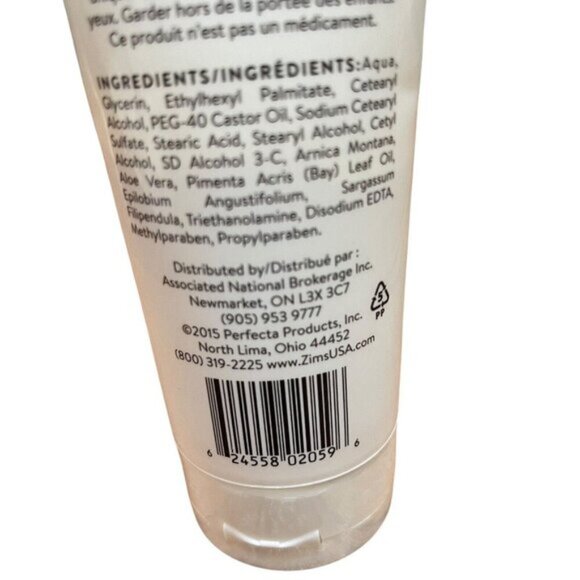 yeux. Garder hors de la portée des enfants
Ce produit n'est pas un médicament.
INGREDIENTS/INGRÉDIENTS: Aqua,
Glycerin, Ethylhexyl Palmitate, Cetearyl
Alcohol, PEG-40 Castor Oil, Sodium Cetearyl
Sulfate, Stearic Acid, Stearyl Alcohol, Cetyl
Alcohol, SD Alcohol 3-C, Arnica Montana,
Aloe Vera, Pimenta Acris (Bay) Leaf Oil,
Epilobium Angustifolium, Sargassum
Filipendula, Triethanolamine, Disodium EDTA,
Methylparaben, Propylparaben.
Distributed by/Distribué par :
Associated National Brokerage Inc.
Newmarket, ON L3X 3C7
(905) 953 9777
©2015 Perfecta Products, Inc.
North Lima, Ohio 44452
(800) 319-2225 www.ZimsUSA.com
5
PP
6 24558 02059 6